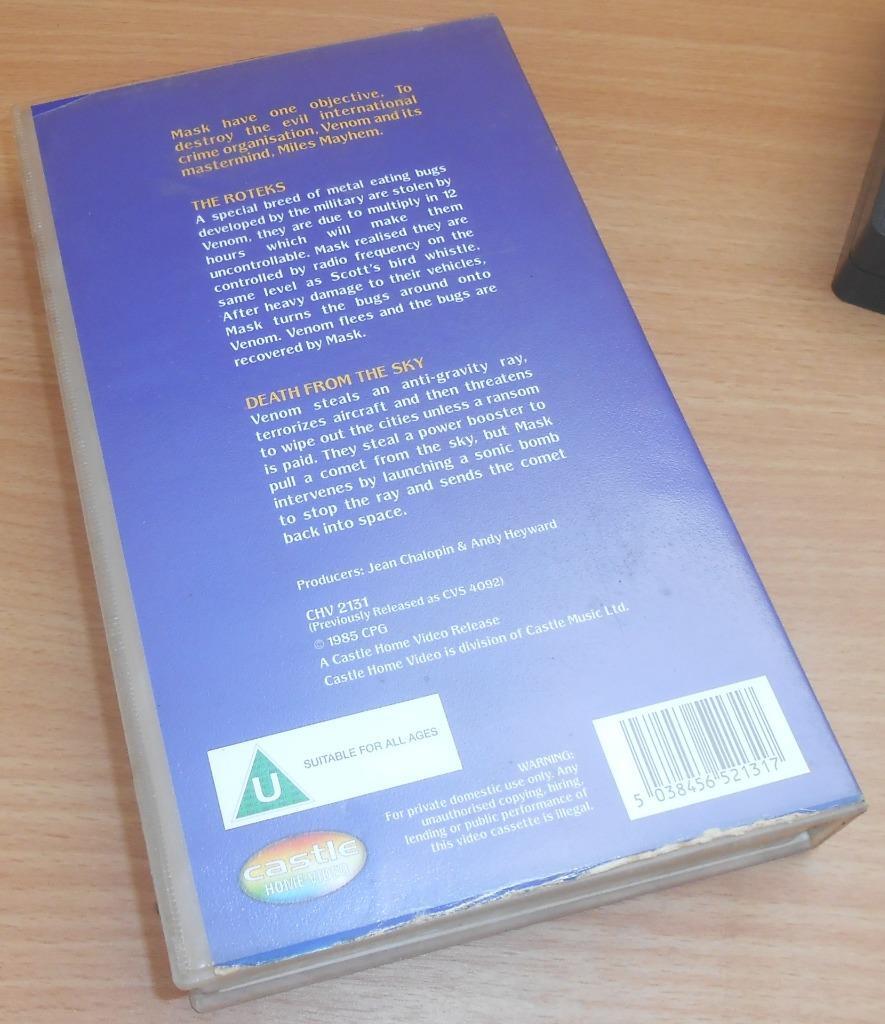 Mask have one objective. To
destroy the evil international
crime organisation, Venom and its
mastermind, Miles Mayhem.
THE ROTEKS
A special breed of metal eating bugs
developed by the military are stolen by
Venom, they are due to multiply in 12
hours which will make them
uncontrollable. Mask realised they are
controlled by radio frequency on the
same level as Scott's bird whistle.
After heavy damage to their vehicles,
Mask turns the bugs around onto
Venom. Venom flees and the bugs are
recovered by Mask.
DEATH FROM THE SKY
Venom steals an anti-gravity ray,
terrorizes aircraft and then threatens
to wipe out the cities unless a ransom
is paid. They steal a power booster to
pull a comet from the sky, but Mask
intervenes by launching a sonic bomb
to stop the ray and sends the comet
back into space.
Producers: Jean Chalopin & Andy Heyward
CHV 2131
(Previously Released as CVS 4092)
© 1985 CPG
A Castle Home Video Release
Castle Home Video is division of Castle Music Ltd.
U SUITABLE FOR ALL AGES
castle
HOME VIDEO
WARNING:
For private domestic use only. Any
unauthorised copying, hiring,
lending or public performance of
this video cassette is illegal.
5 038456 521317